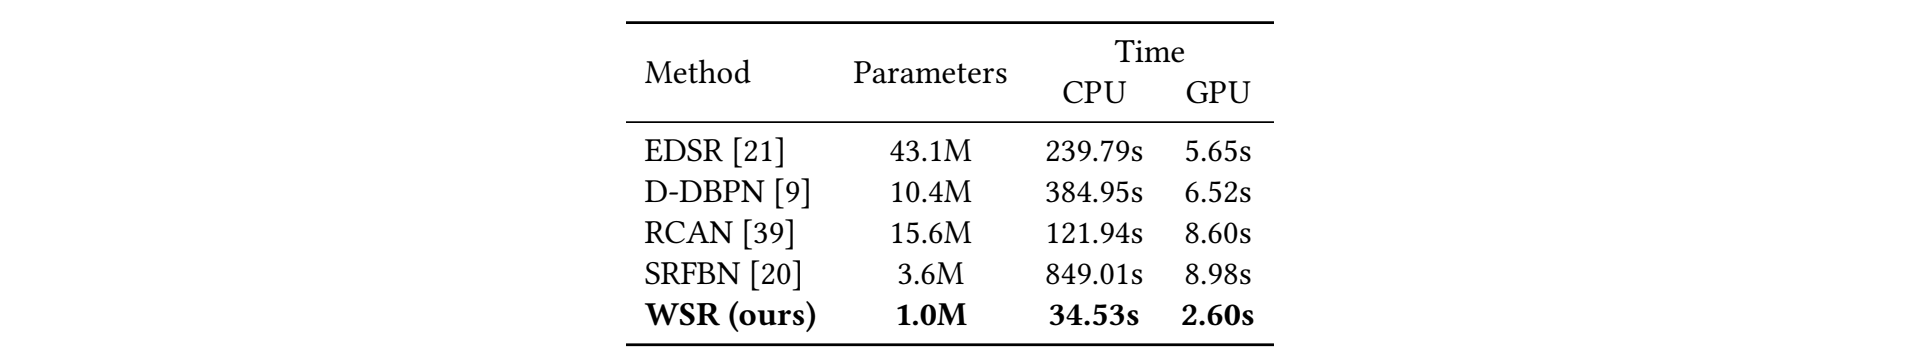 Method Parameters Time
CPU GPU
EDSR [21] 43.1M 239.79s 5.65s
D-DBPN [9] 10.4M 384.95s 6.52s
RCAN [39] 15.6M 121.94s 8.60s
SRFBN [20] 3.6M 849.01s 8.98s
WSR (ours) 1.0M 34.53s 2.60s